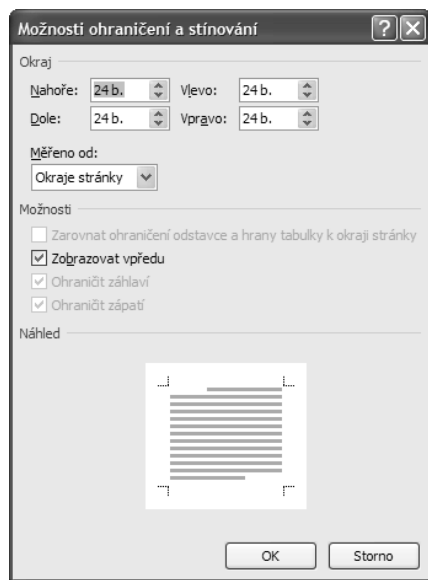 Možnosti ohraničení a stínování
Okraj
Nahoře: 24 b. Vlevo: 24 b.
Dole: 24 b. Vpravo: 24 b.
Měřeno od:
Okraje stránky
Možnosti
Zarovnat ohraničení odstavce a hrany tabulky k okraji stránky
Zobrazovat vpředu
Ohraničit záhlaví
Ohraničit zápatí
Náhled
OK Storno